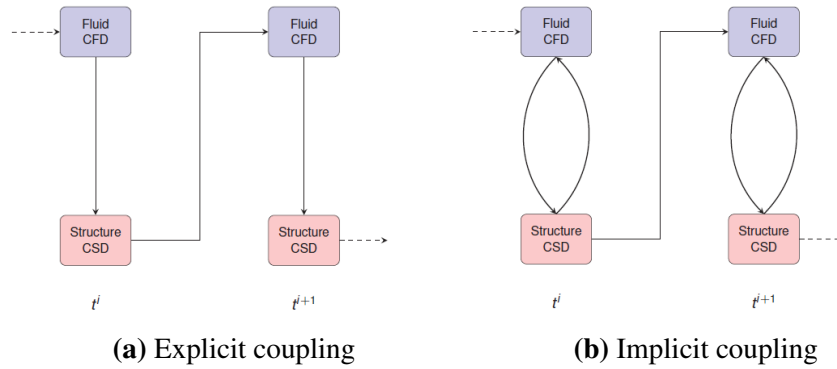 Fluid
CFD
Fluid
CFD
Structure
CSD
Structure
CSD
t^i
t^{i+1}
(a) Explicit coupling
Fluid
CFD
Fluid
CFD
Structure
CSD
Structure
CSD
t^i
t^{i+1}
(b) Implicit coupling